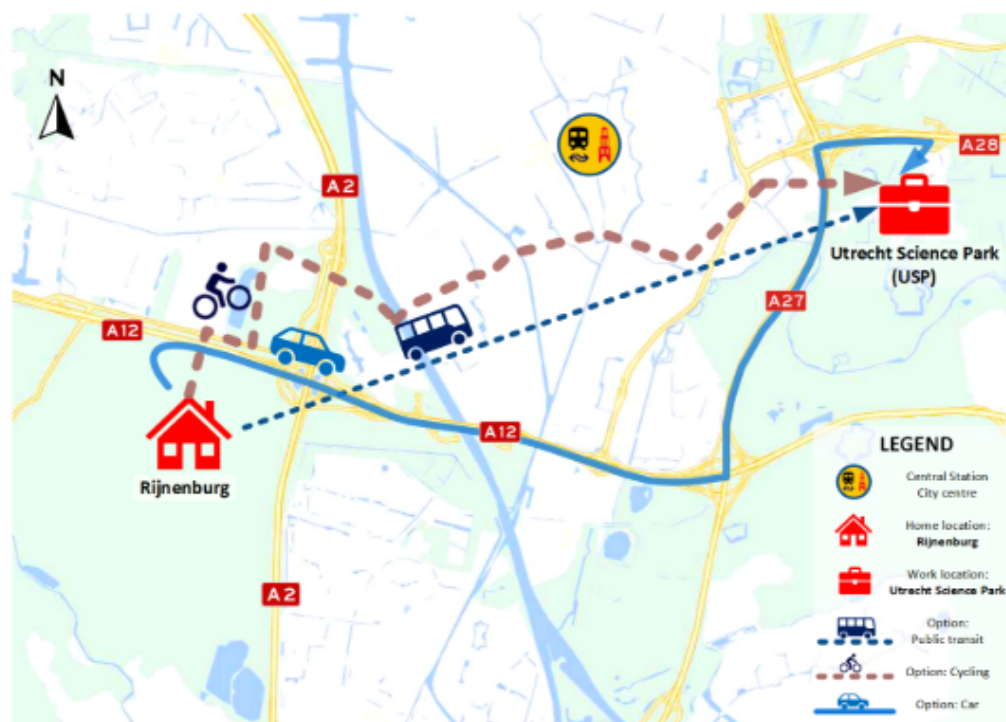 N
A28
A2
Utrecht Science Park
(USP)
A27
A12
A12
Rijnenburg
A2
LEGEND
Central Station
City centre
Home location:
Rijnenburg
Work location:
Utrecht Science Park
Option:
Public transit
Option: Cycling
Option: Car